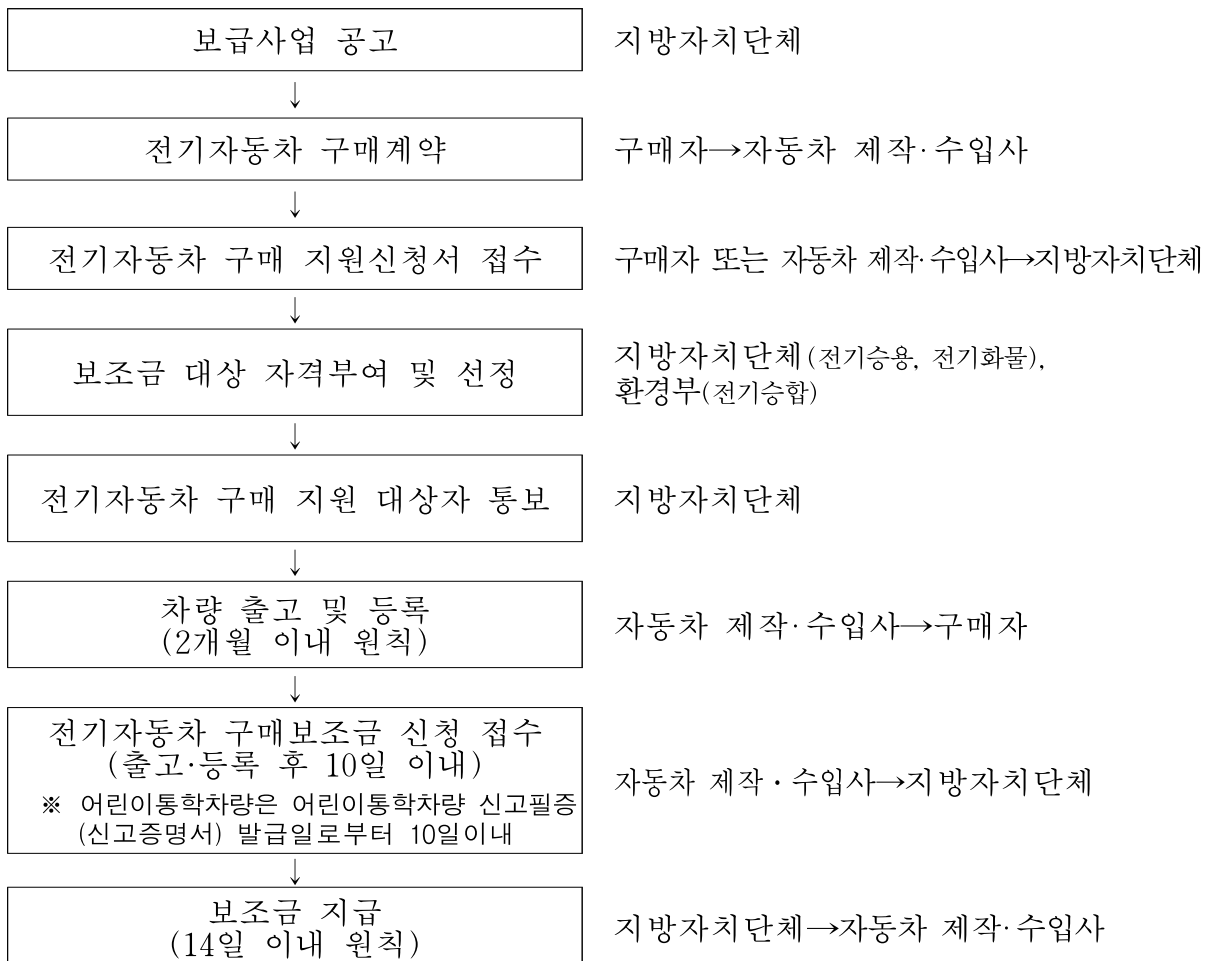 보급사업 공고
지방자치단체
↓
전기자동차 구매계약
구매자→자동차 제작·수입사
↓
전기자동차 구매 지원신청서 접수
구매자 또는 자동차 제작·수입사→지방자치단체
↓
보조금 대상 자격부여 및 선정
지방자치단체(전기승용, 전기화물),
환경부(전기승합)
↓
전기자동차 구매 지원 대상자 통보
지방자치단체
↓
차량 출고 및 등록
(2개월 이내 원칙)
자동차 제작·수입사→구매자
↓
전기자동차 구매보조금 신청 접수
(출고·등록 후 10일 이내)
※ 어린이통학차량은 어린이통학차량 신고필증
(신고증명서) 발급일로부터 10일이내
자동차 제작·수입사→지방자치단체
↓
보조금 지급
(14일 이내 원칙)
지방자치단체→자동차 제작·수입사